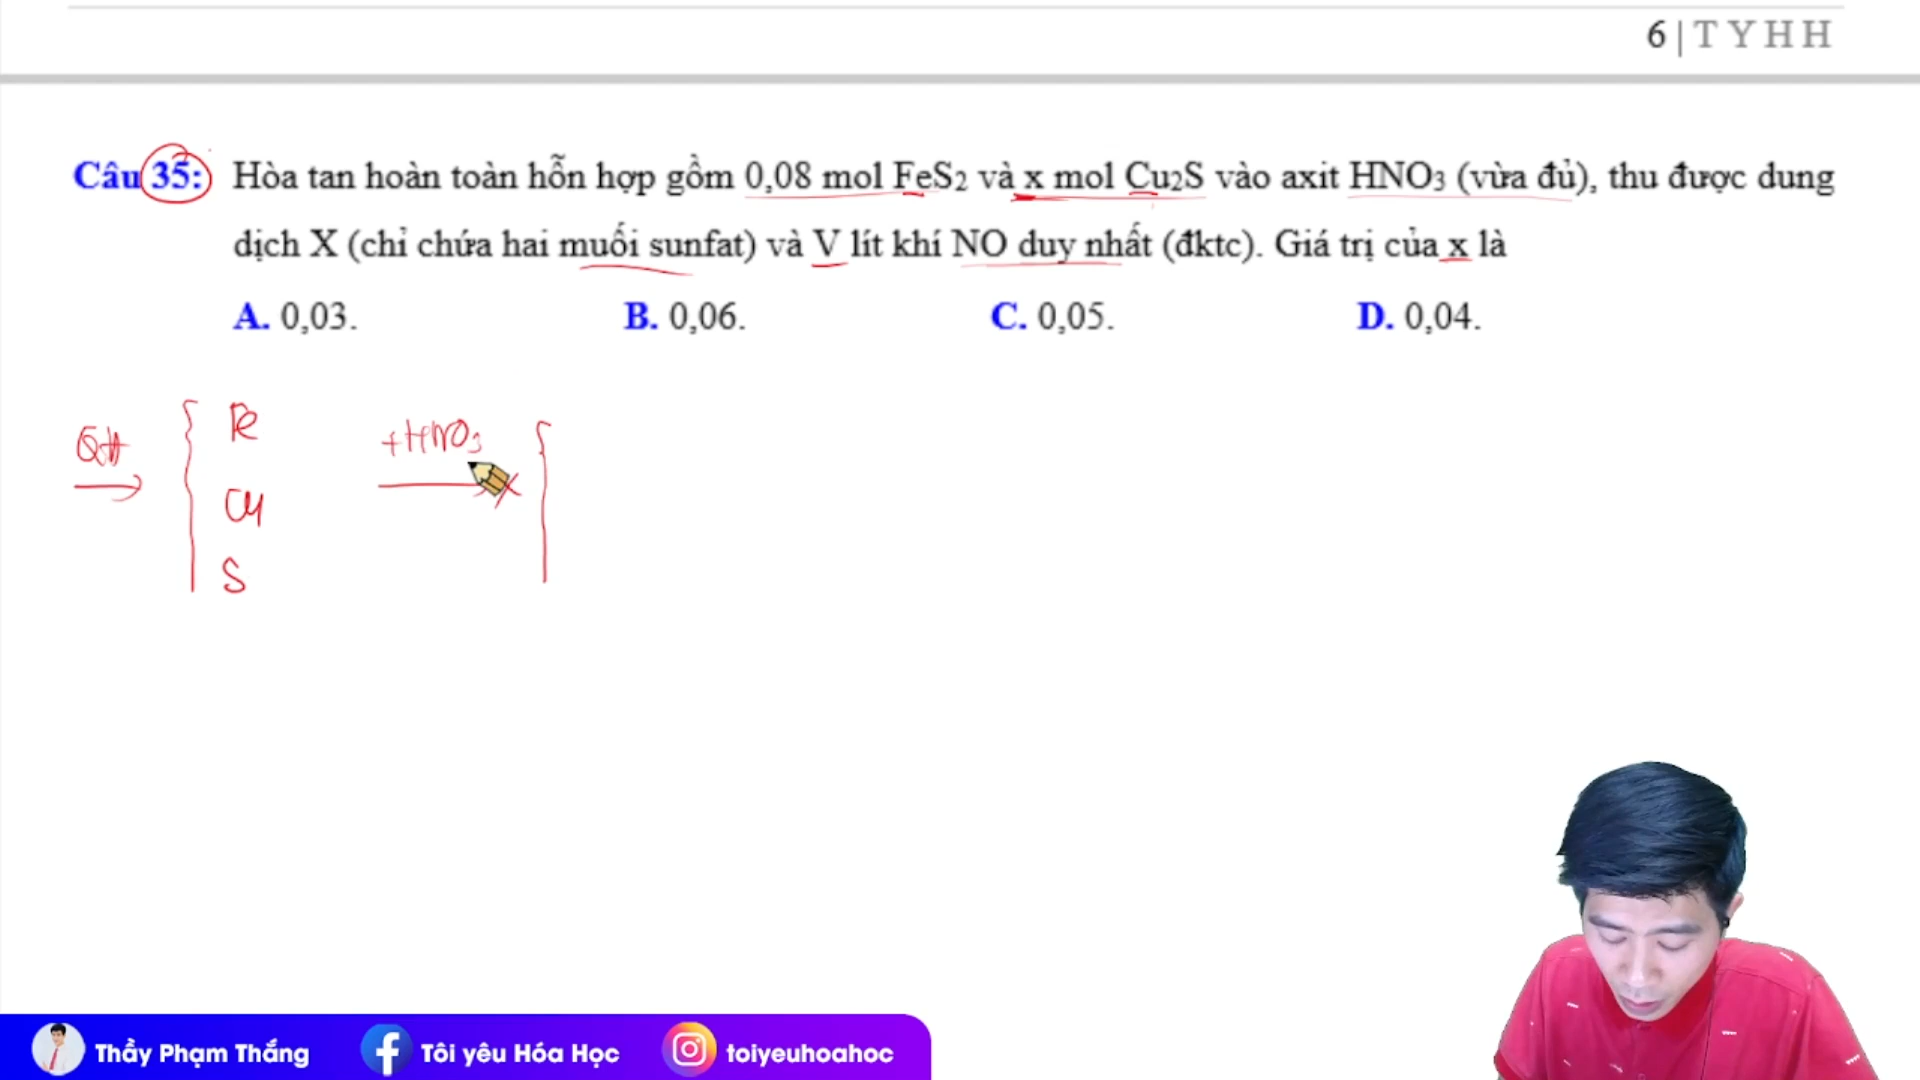 6 | T Y H H
Câu 35: Hòa tan hoàn toàn hỗn hợp gồm 0,08 mol FeS2 và x mol Cu2S vào axit HNO3 (vừa đủ), thu được dung
dịch X (chỉ chứa hai muối sunfat) và V lít khí NO duy nhất (đktc). Giá trị của x là
A. 0,03. B. 0,06. C. 0,05. D. 0,04.
QĐ
Fe
Cu
S
+HNO3
Thầy Phạm Thắng Tôi yêu Hóa Học toiyeuhoahoc